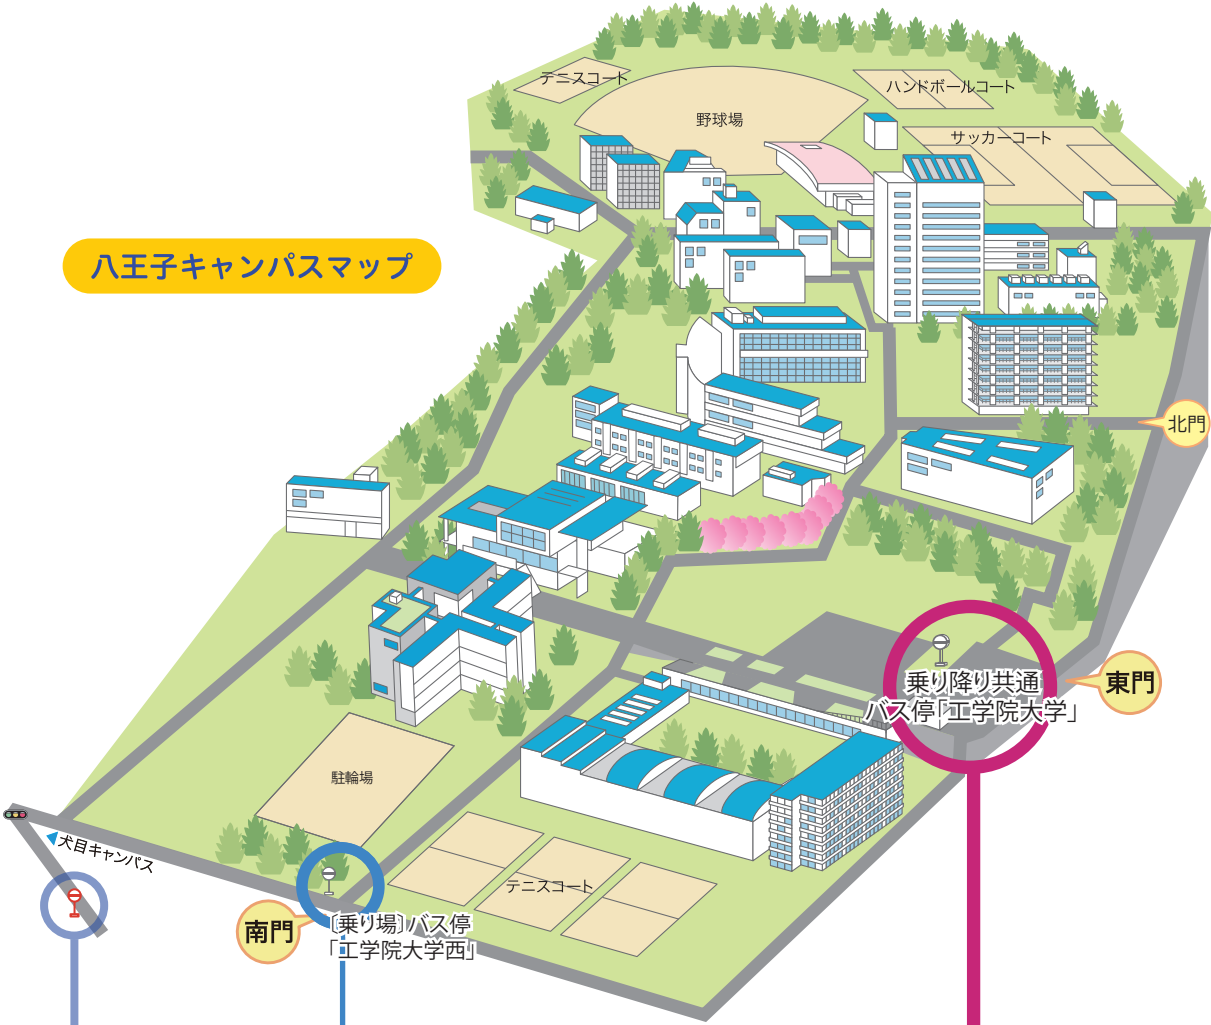 テニスコート
ハンドボールコート
野球場
サッカーコート
八王子キャンパスマップ
北門
乗り降り共通
バス停「工学院大学」
東門
駐輪場
犬目キャンパス
テニスコート
南門
〔乗り場〕バス停
「工学院大学西」